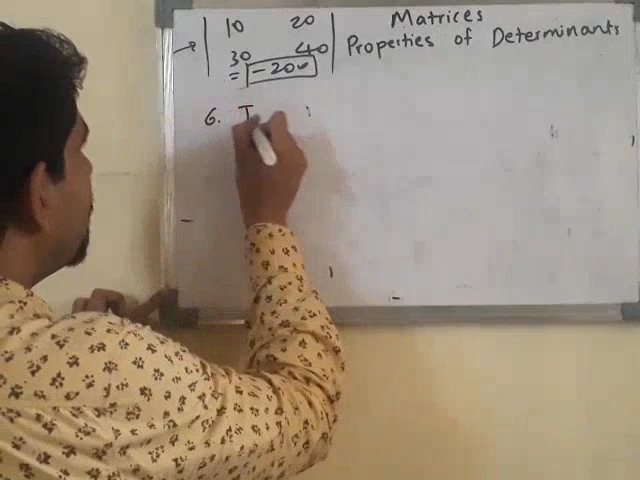 | 10 20 | Matrices
→ | 30 40 | Properties of Determinants
= -200
6. I